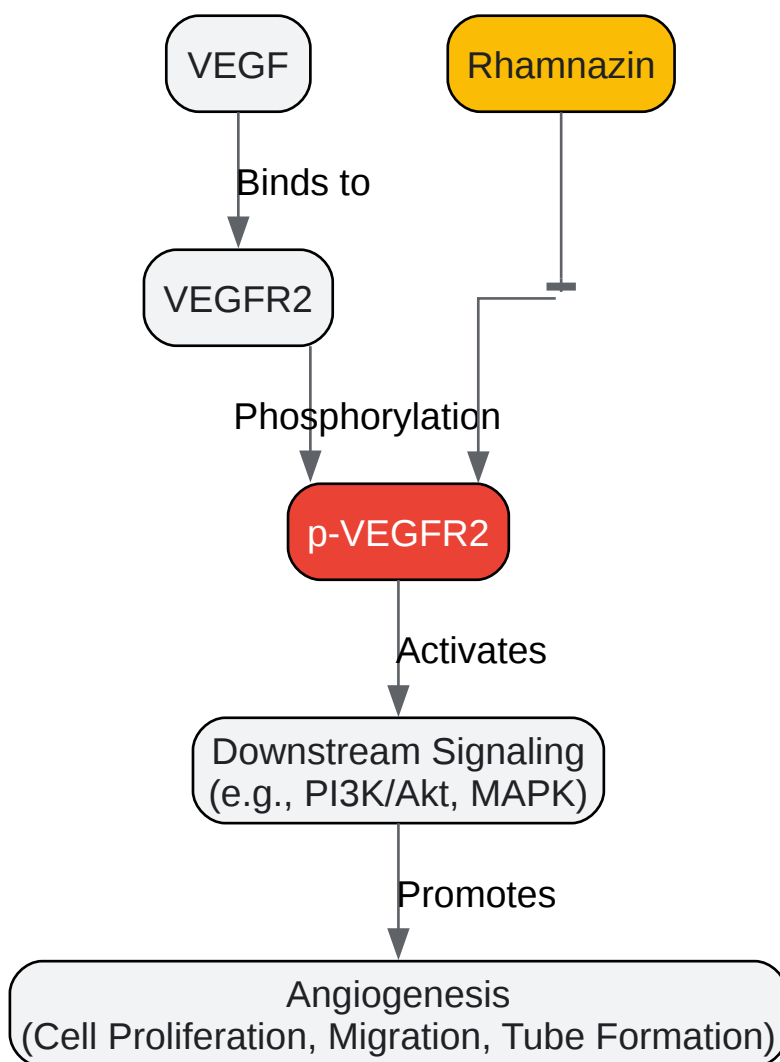 VEGF
Rhamnazin
Binds to
VEGFR2
Phosphorylation
p-VEGFR2
Activates
Downstream Signaling
(e.g., PI3K/Akt, MAPK)
Promotes
Angiogenesis
(Cell Proliferation, Migration, Tube Formation)